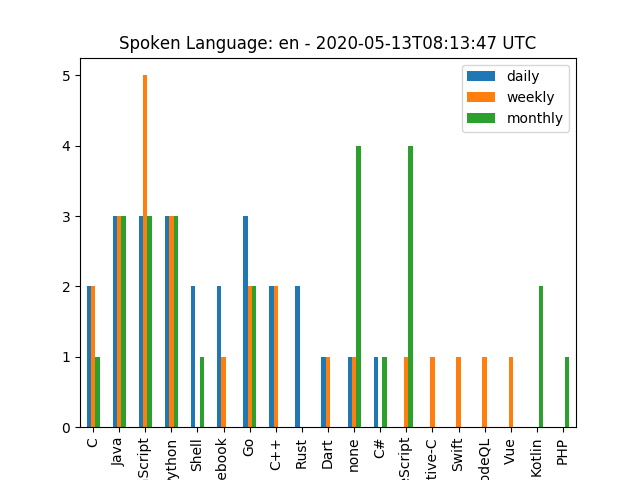 Spoken Language: en - 2020-05-13T08:13:47 UTC
daily
weekly
monthly
5
4
3
2
1
0
C
Java
Script
ython
Shell
ebook
Go
C++
Rust
Dart
none
C#
eScript
tive-C
Swift
odeQL
Vue
Kotlin
PHP